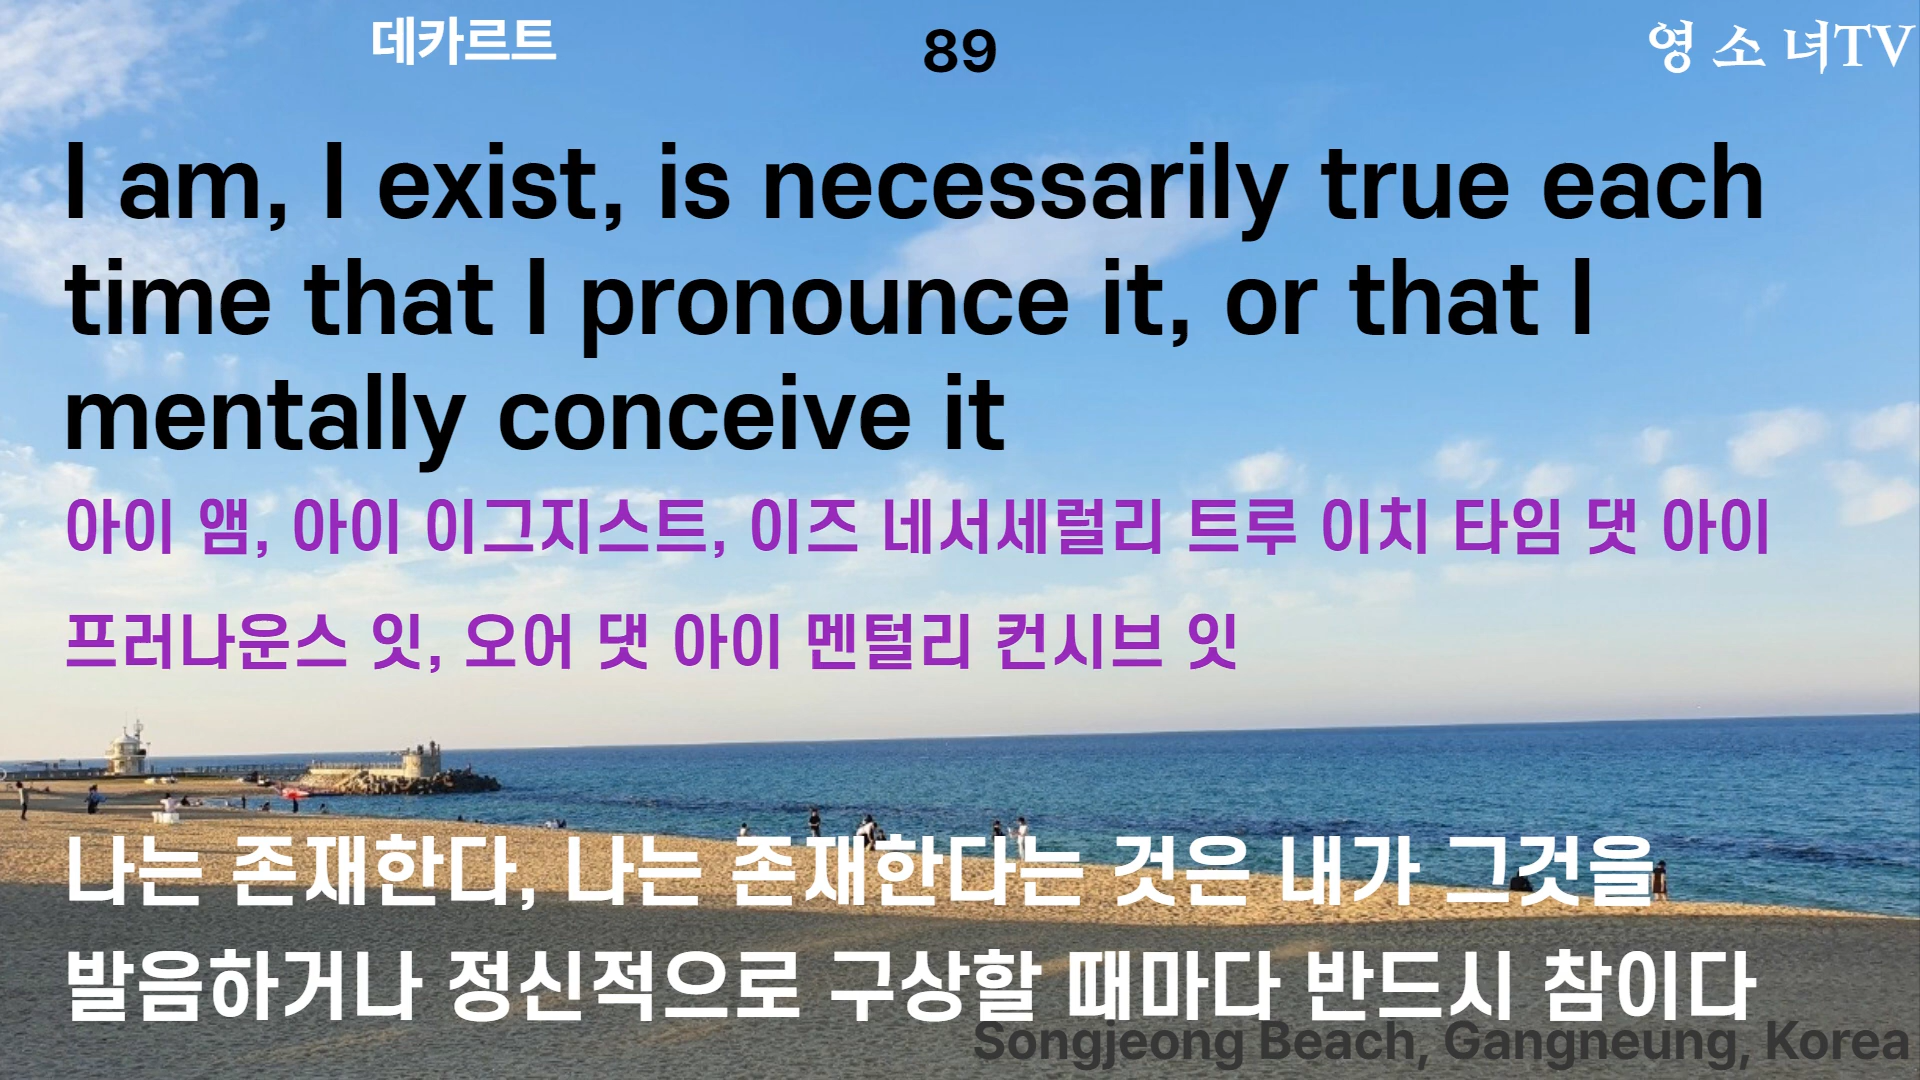 데카르트
89
영 소 녀TV
I am, I exist, is necessarily true each
time that I pronounce it, or that I
mentally conceive it
아이 앰, 아이 이그지스트, 이즈 네서세럴리 트루 이치 타임 댓 아이
프러나운스 잇, 오어 댓 아이 멘털리 컨시브 잇
나는 존재한다, 나는 존재한다는 것은 내가 그것을
발음하거나 정신적으로 구상할 때마다 반드시 참이다
Songjeong Beach, Gangneung, Korea